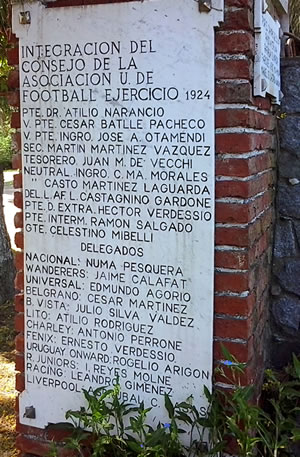 INTEGRACION DEL
CONSEJO DE LA
ASOCIACION U. DE
FOOTBALL EJERCICIO 1924
PTE. DR. ATILIO NARANCIO
V. PTE. CESAR BATLLE PACHECO
V. PTE. INGRO. JOSE A. OTAMENDI
SEC. MARTIN MARTINEZ VAZQUEZ
TESORERO. JUAN M. DE VECCHI
NEUTRAL. INGRO. C. MA. MORALES
" CASTO MARTINEZ LAGUARDA
DEL L. AF. L. CASTAGNINO GARDONE
PTE. D. EXTRA. HECTOR VERDESSIO
PTE. INTERM. RAMON SALGADO
GTE. CELESTINO MIBELLI
DELEGADOS
NACIONAL: NUMA PESQUERA
WANDERERS: JAIME CALAFAT
UNIVERSAL: EDMUNDO AGORIO
BELGRANO: CESAR MARTINEZ
B. VISTA: JULIO SILVA VALDEZ
LITO: ATILIO RODRIGUEZ
CHARLEY: ANTONIO PERRONE
FENIX: ERNESTO VERDESSIO
URUGUAY ONWARD: ROGELIO ARIGON
R. JUNIORS: I. REYES MOLNE
RACING. LEANDRO GIMENEZ
LIVERPOOL